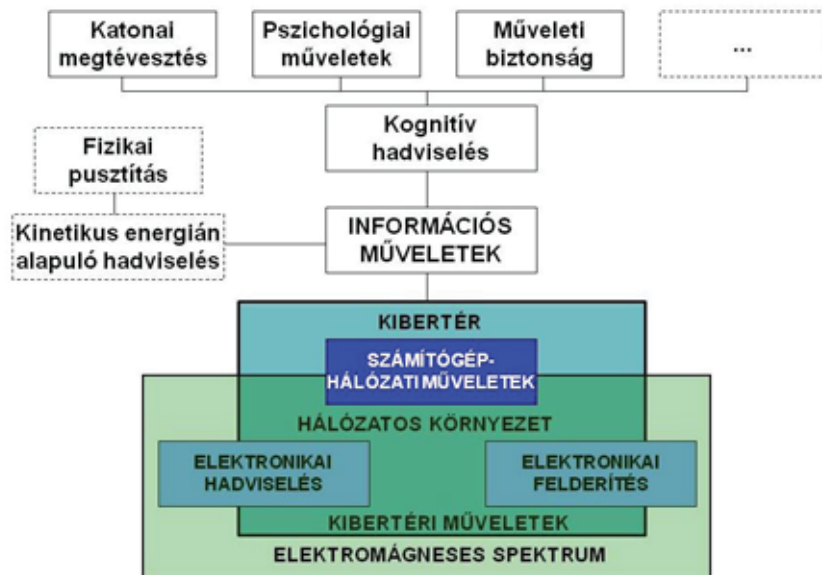 Katonai
megtévesztés
Pszichológiai
műveletek
Műveleti
biztonság
...
Kognitív
hadviselés
Fizikai
pusztítás
Kinetikus energián
alapuló hadviselés
INFORMÁCIÓS
MŰVELETEK
KIBERTÉR
SZÁMÍTÓGÉP-
HÁLÓZATI MŰVELETEK
HÁLÓZATOS KÖRNYEZET
ELEKTRONIKAI
HADVISELÉS
ELEKTRONIKAI
FELDERÍTÉS
KIBERTÉRI MŰVELETEK
ELEKTROMÁGNESES SPEKTRUM